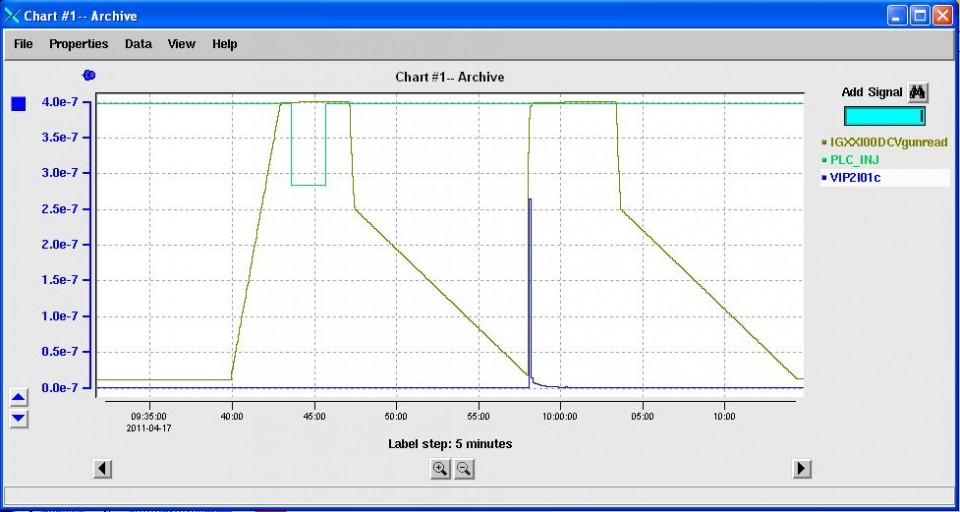 Chart #1-- Archive
File Properties Data View Help
Chart #1-- Archive
Add Signal
IGXXI00DCVgunread
PLC_INJ
VIP2I01c
4.0e-7
3.5e-7
3.0e-7
2.5e-7
2.0e-7
1.5e-7
1.0e-7
0.5e-7
0.0e-7
09:35:00 40:00 45:00 50:00 55:00 10:00:00 05:00 10:00
2011-04-17
Label step: 5 minutes